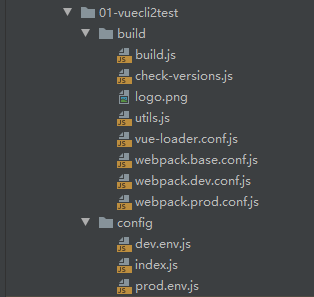 01-vuecli2test
build
build.js
check-versions.js
logo.png
utils.js
vue-loader.conf.js
webpack.base.conf.js
webpack.dev.conf.js
webpack.prod.conf.js
config
dev.env.js
index.js
prod.env.js